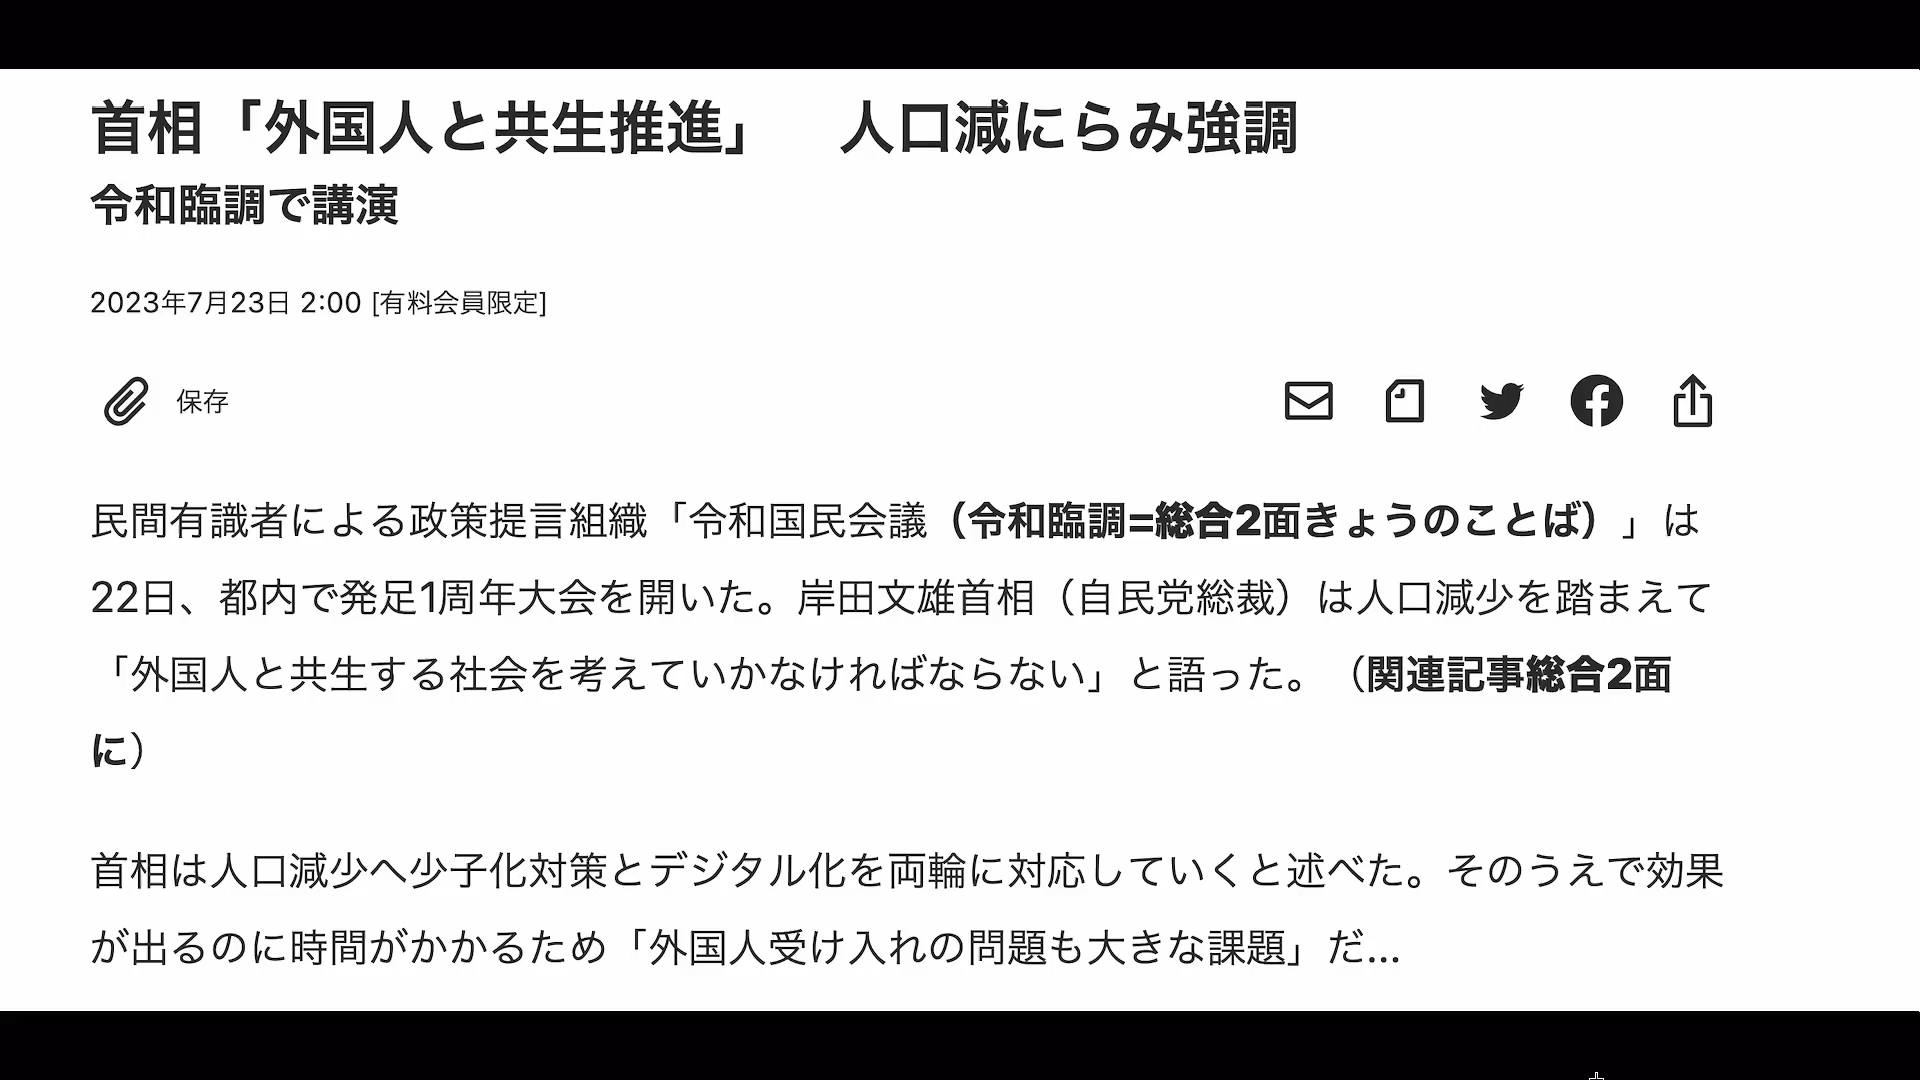 首相「外国人と共生推進」　人口減にらみ強調
令和臨調で講演
2023年7月23日 2:00 [有料会員限定]
保存
民間有識者による政策提言組織「令和国民会議（令和臨調=総合2面きょうのことば）」は
22日、都内で発足1周年大会を開いた。岸田文雄首相（自民党総裁）は人口減少を踏まえて
「外国人と共生する社会を考えていかなければならない」と語った。（関連記事総合2面
に）
首相は人口減少へ少子化対策とデジタル化を両輪に対応していくと述べた。そのうえで効果
が出るのに時間がかかるため「外国人受け入れの問題も大きな課題」だ...